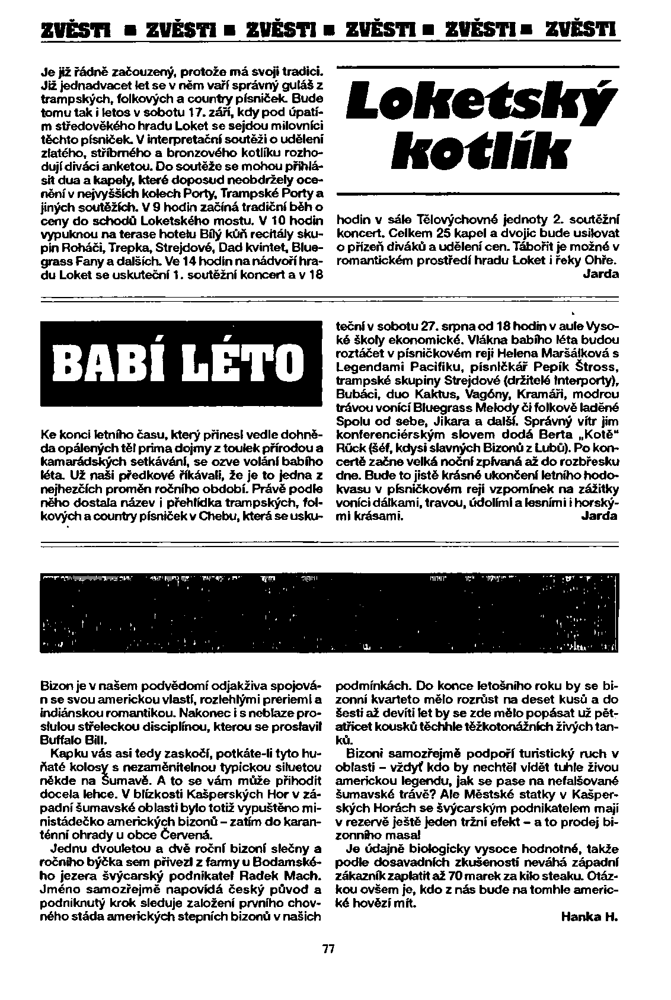 ZVĚSTI ■ ZVĚSTI ■ ZVĚSTI ■ ZVĚSTI ■ ZVĚSTI ■ ZVĚSTI
Loketský
kotlík
Je již řádně začouzený, protože má svoji tradici.
Již jednadvacet let se v něm vaří správný guláš z
trampských, folkových a country písniček. Bude
tomu tak i letos v sobotu 17. září, kdy pod úpatí-
m středověkého hradu Loket se sejdou milovníci
těchto písniček. V interpretační soutěži o udělení
zlatého, stříbrného a bronzového kotlíku rozho-
dují diváci anketou. Do soutěže se mohou přihlá-
sit dua a kapely, které doposud neobdržely oce-
nění v nejvyšších kolech Porty, Trampské Porty a
jiných soutěžích. V 9 hodin začíná tradiční běh o
ceny do schodů Loketského mostu. V 10 hodin
vypuknou na terase hotelu Bílý kůň recitály sku-
pin Roháči, Trepka, Strejdové, Dad kvintet, Blue-
grass Fany a dalších. Ve 14 hodin na nádvoří hra-
du Loket se uskuteční 1. soutěžní koncert a v 18
hodin v sále Tělovýchovné jednoty 2. soutěžní
koncert. Celkem 25 kapel a dvojic bude usilovat
o přízeň diváků a udělení cen. Tábořit je možné v
romantickém prostředí hradu Loket i řeky Ohře.
Jarda
BABÍ LÉTO
Ke konci letního času, který přinesl vedle dohně-
da opálených těl prima dojmy z toulek přírodou a
kamarádských setkávání, se ozve volání babího
léta. Už naši předkové říkávali, že je to jedna z
nejhezčích proměn ročního období. Právě podle
něho dostala název i přehlídka trampských, fol-
kových a country písniček v Chebu, která se usku-
teční v sobotu 27. srpna od 18 hodin v aule Vyso-
ké školy ekonomické. Vlákna babího léta budou
roztáčet v písničkovém reji Helena Maršálková s
Legendami Pacifiku, písničkář Pepík Štross,
trampské skupiny Strejdové (držitelé Interporty),
Bubáci, duo Kaktus, Vagóny, Kramáři, modrou
trávou vonící Bluegrass Melody či folkově laděné
Spolu od sebe, Jikara a další. Správný vítr jim
konferenciérským slovem dodá Berta „Kotě“
Rück (šéf, kdysi slavných Bizonů z Lubů). Po kon-
certě začne velká noční zpívaná až do rozbřesku
dne. Bude to jistě krásné ukončení letního hodo-
kvasu v písničkovém reji vzpomínek na zážitky
vonící dálkami, travou, údolími a lesními i horský-
mi krásami. Jarda
Bizon je v našem podvědomí odjakživa spojová-
n se svou americkou vlastí, rozlehlými prériemi a
indiánskou romantikou. Nakonec i s neblaze pro-
slulou střeleckou disciplínou, kterou se proslavil
Buffalo Bill.
Kapku vás asi tedy zaskočí, potkáte-li tyto hu-
ňaté kolosy s nezaměnitelnou typickou siluetou
někde na Šumavě. A to se vám může přihodit
docela lehce. V blízkosti Kašperských Hor v zá-
padní šumavské oblasti bylo totiž vypuštěno mi-
nistádečko amerických bizonů – zatím do karan-
ténní ohrady u obce Červená.
Jednu dvouletou a dvě roční bizoní slečny a
ročního býčka sem přivezl z farmy u Bodamské-
ho jezera švýcarský podnikatel Radek Mach.
Jméno samozřejmě napovídá český původ a
podniknutý krok sleduje založení prvního chov-
ného stáda amerických stepních bizonů v našich
podmínkách. Do konce letošního roku by se bi-
zonní kvarteto mělo rozrůst na deset kusů a do
šesti až devíti let by se zde mělo popásat už pět-
atřicet kousků těchhle těžkotonážních živých tan-
ků.
Bizoni samozřejmě podpoří turistický ruch v
oblasti – vždyť kdo by nechtěl vidět tuhle živou
americkou legendu, jak se pase na nefalšované
šumavské trávě? Ale Městské statky v Kašper-
ských Horách se švýcarským podnikatelem mají
v rezervě ještě jeden tržní efekt – a to prodej bi-
zonního masa!
Je údajně biologicky vysoce hodnotné, takže
podle dosavadních zkušeností neváhá západní
zákazník zaplatit až 70 marek za kilo steaku. Otáz-
kou ovšem je, kdo z nás bude na tomhle americ-
ké hovězí mít.
Hanka H.
77